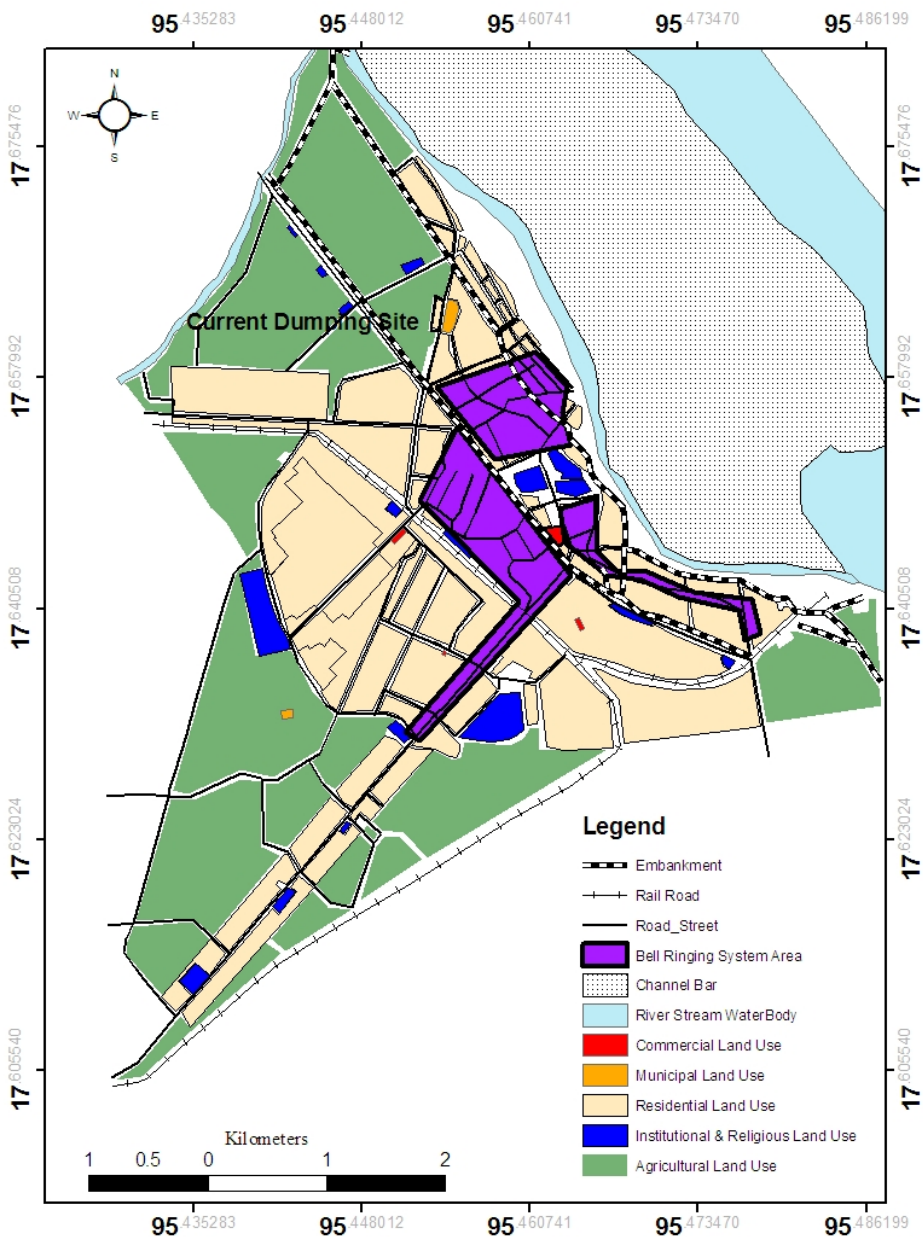 95.435283 95.448012 95.460741 95.473470 95.486199
N
W E
S
17.675476 17.675476
Current Dumping Site
17.657992 17.657992
17.640508 17.640508
17.623024 17.623024
17.605540 17.605540
Legend
Embankment
Rail Road
Road_Street
Bell Ringing System Area
Channel Bar
River Stream WaterBody
Commercial Land Use
Municipal Land Use
Residential Land Use
Institutional & Religious Land Use
Agricultural Land Use
Kilometers
1 0.5 0 1 2
95.435283 95.448012 95.460741 95.473470 95.486199